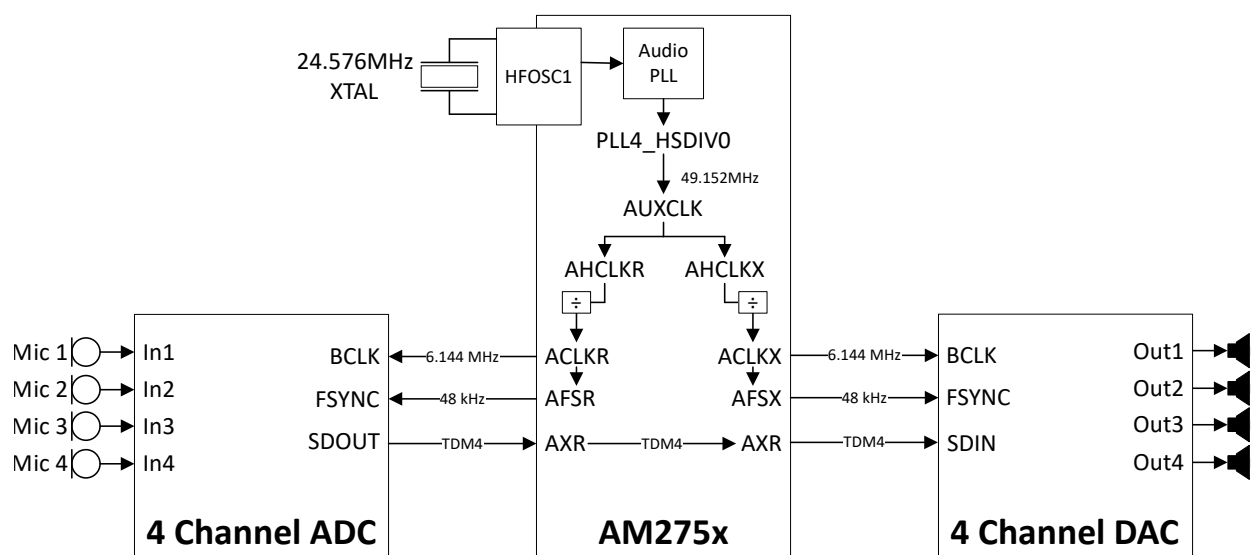 24.576MHz
XTAL
HFOSC1
Audio
PLL
PLL4_HSDIV0
49.152MHz
AUXCLK
AHCLKR
AHCLKX
÷
÷
Mic 1
In1
BCLK
6.144 MHz
ACLKR
ACLKX
6.144 MHz
BCLK
Out1
Mic 2
In2
FSYNC
48 kHz
AFSR
AFSX
48 kHz
FSYNC
Out2
Mic 3
In3
SDOUT
TDM4
AXR
TDM4
AXR
TDM4
SDIN
Out3
Mic 4
In4
Out4
4 Channel ADC
AM275x
4 Channel DAC